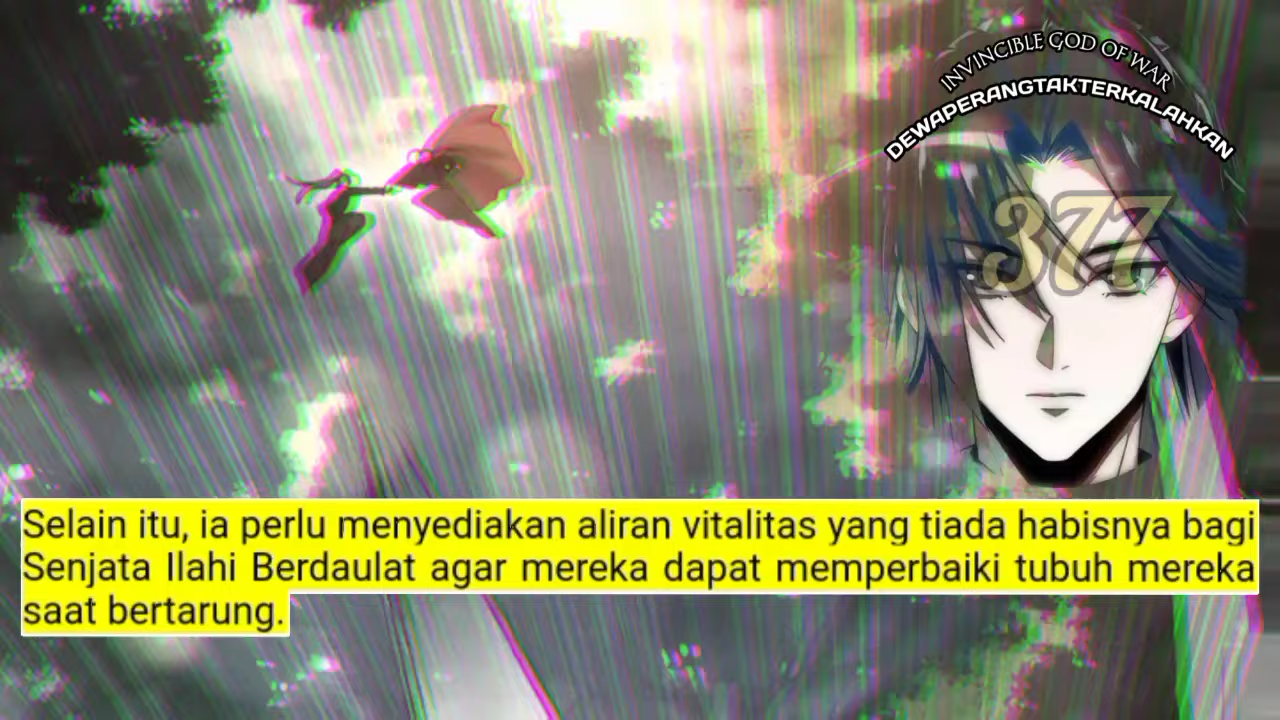 INVINCIBLE GOD OF WAR
DEWAPERANGTAKTERKALAHKAN
377
Selain itu, ia perlu menyediakan aliran vitalitas yang tiada habisnya bagi
Senjata Ilahi Berdaulat agar mereka dapat memperbaiki tubuh mereka
saat bertarung.